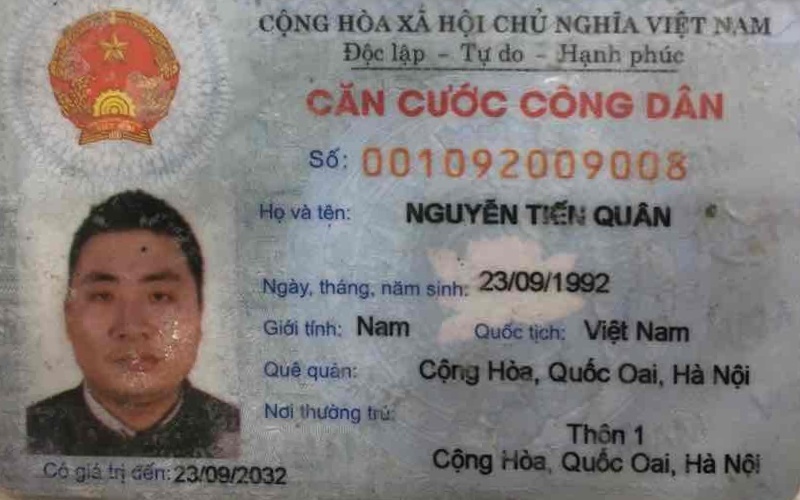 CỘNG HÒA XÃ HỘI CHỦ NGHĨA VIỆT NAM
Độc lập - Tự do - Hạnh phúc
CĂN CƯỚC CÔNG DÂN
Số: 001092009008
Họ và tên: NGUYỄN TIẾN QUÂN
Ngày, tháng, năm sinh: 23/09/1992
Giới tính: Nam Quốc tịch: Việt Nam
Quê quán: Cộng Hòa, Quốc Oai, Hà Nội
Nơi thường trú:
Thôn 1
Cộng Hòa, Quốc Oai, Hà Nội
Có giá trị đến: 23/09/2032